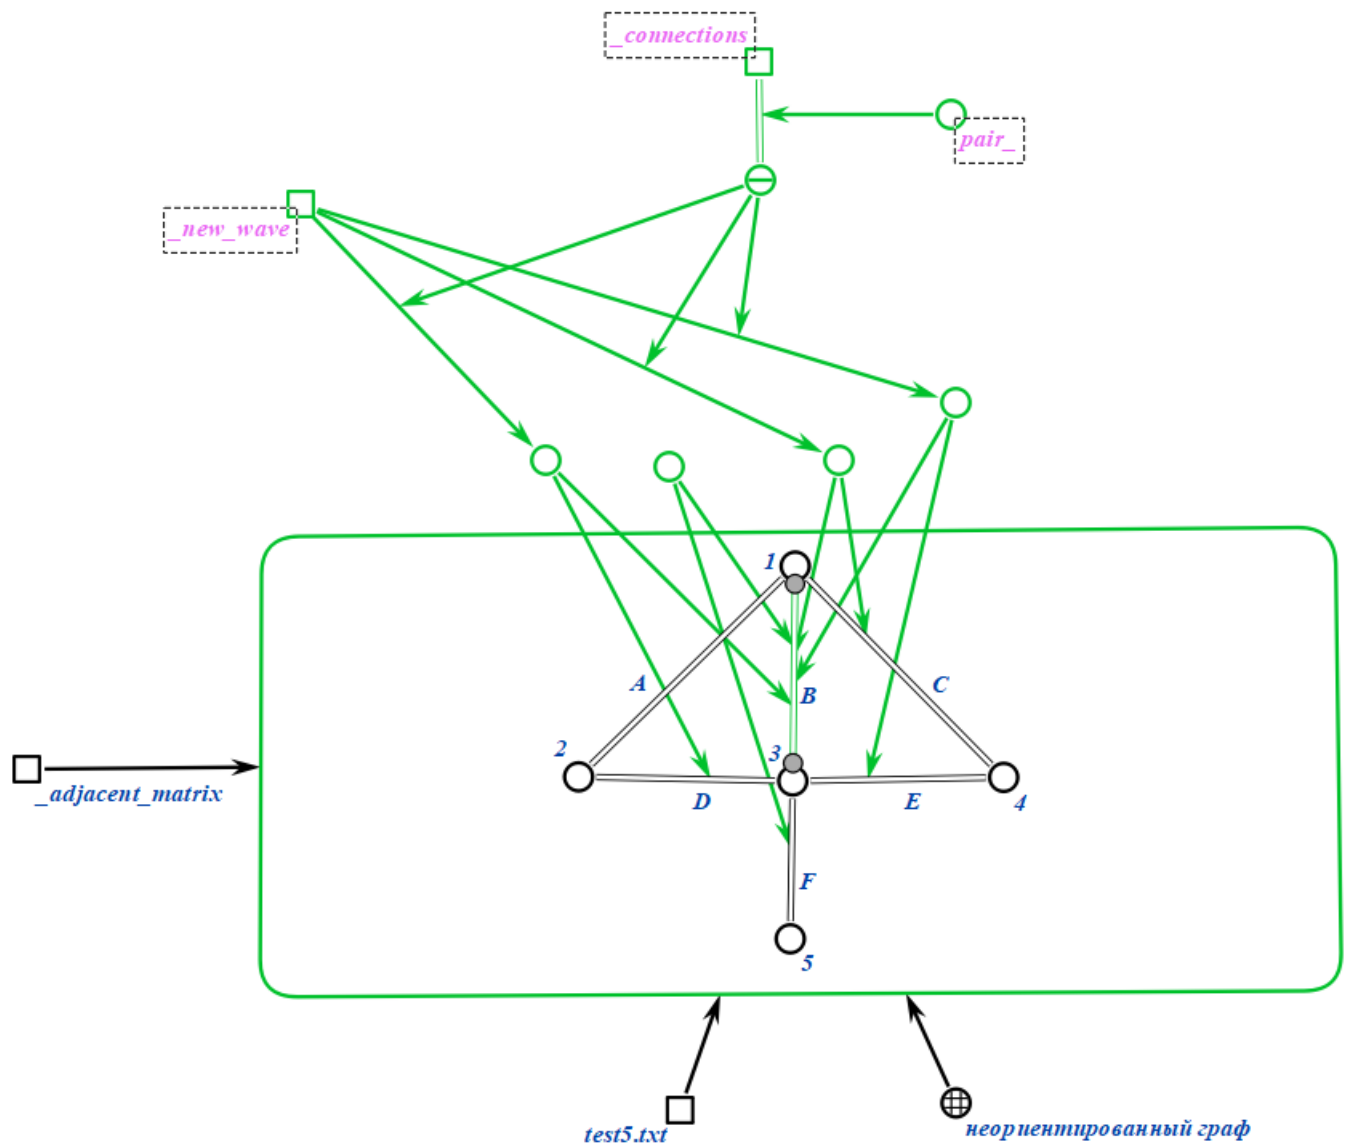 _connections
pair_
_new_wave
1
A
B
C
2
3
_adjacent_matrix
D
E
4
F
5
test5.txt
неориентированный граф